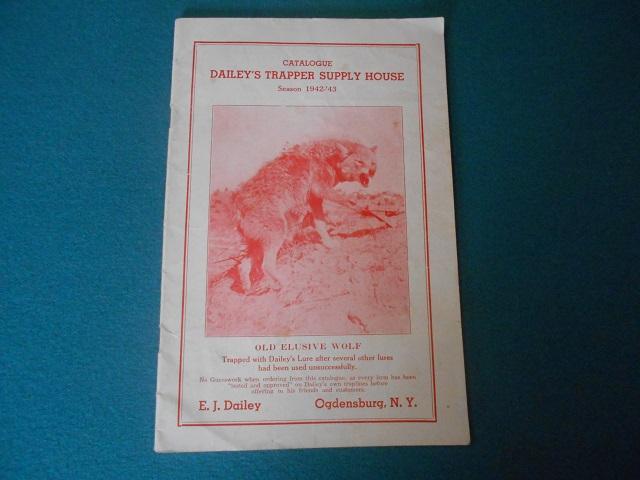 CATALOGUE
DAILEY'S TRAPPER SUPPLY HOUSE
Season 1942-'43
OLD ELUSIVE WOLF
Trapped with Dailey's Lure after several other lures
had been used unsuccessfully.
No Guesswork when ordering from this catalogue, as every item has been
"tested and approved" on Dailey's own traplines before
offering to his friends and customers.
E. J. Dailey Ogdensburg, N. Y.